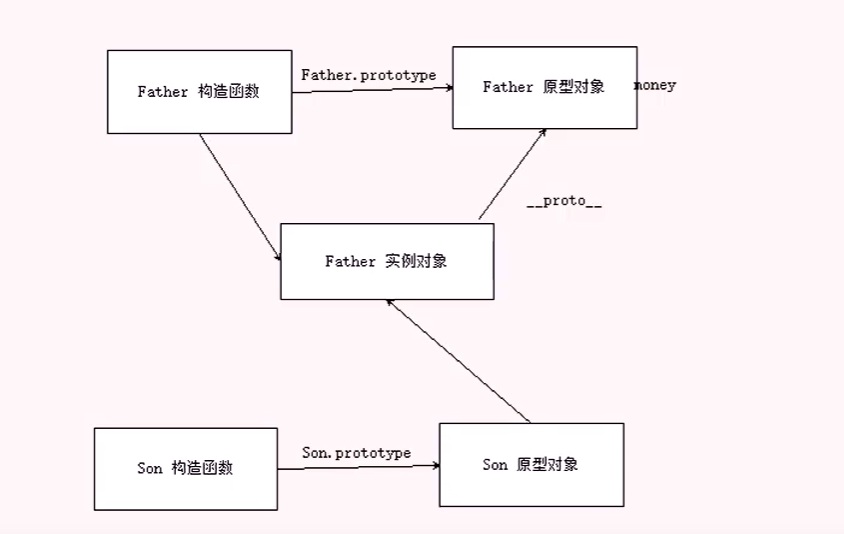 Father 构造函数
Father.prototype
Father 原型对象
money
__proto__
Father 实例对象
Son 构造函数
Son.prototype
Son 原型对象